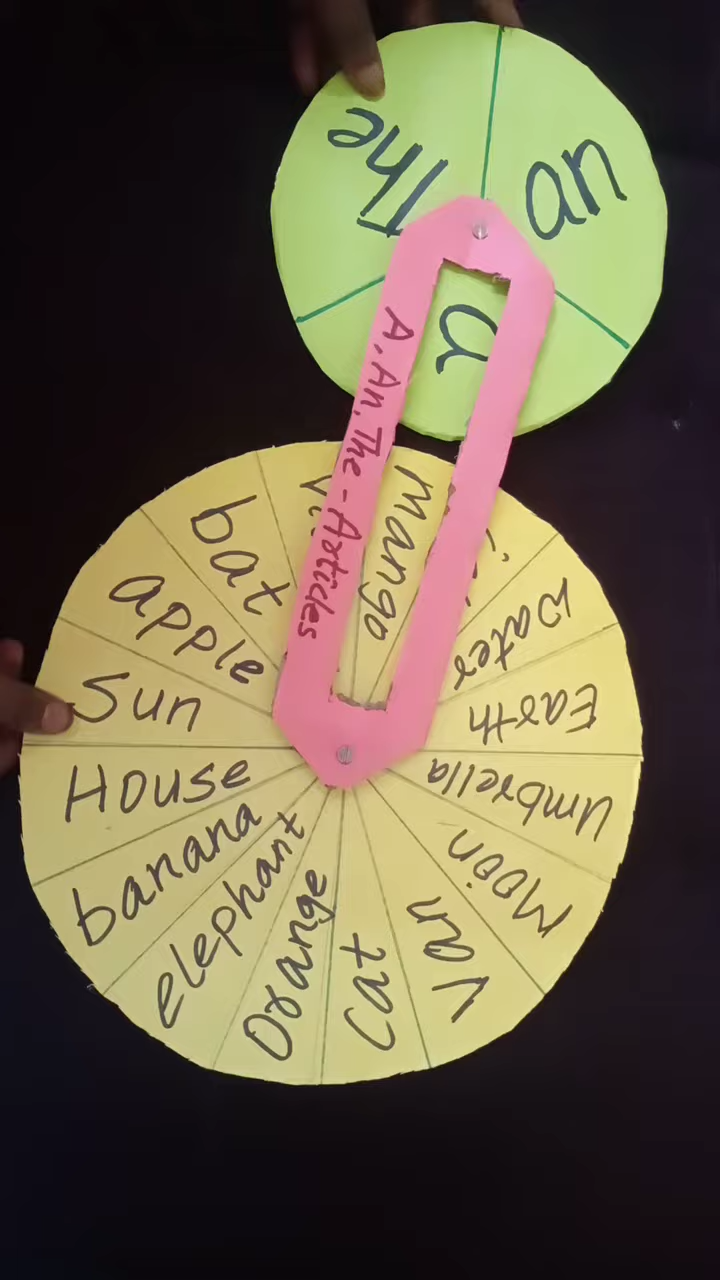 The
an
a
A, An, The - Articles
mango
water
Earth
Umbrella
Moon
Van
Cat
Orange
elephant
banana
House
Sun
apple
bat